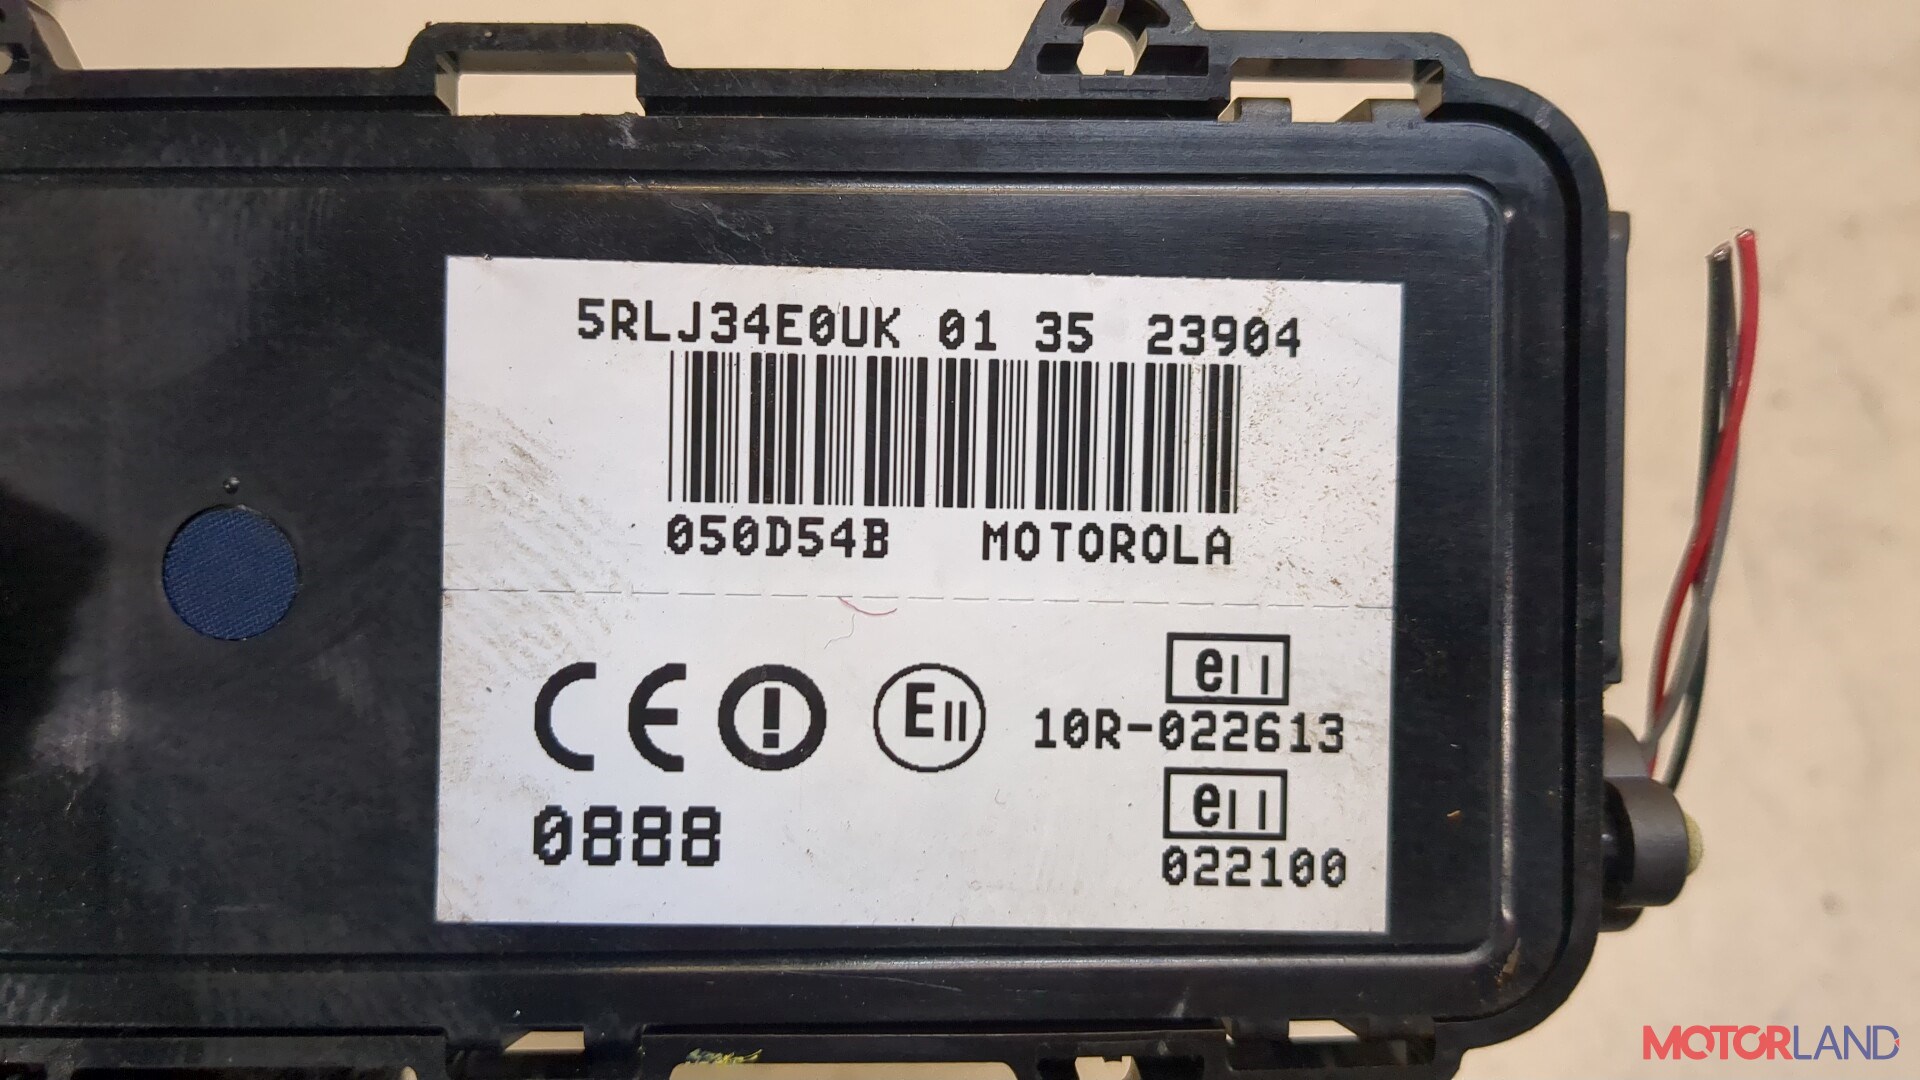 5RLJ34E0UK 01 35 23904
050D54B MOTOROLA
CE
E11
e11
10R-022613
0888
e11
022100
MOTORLAND